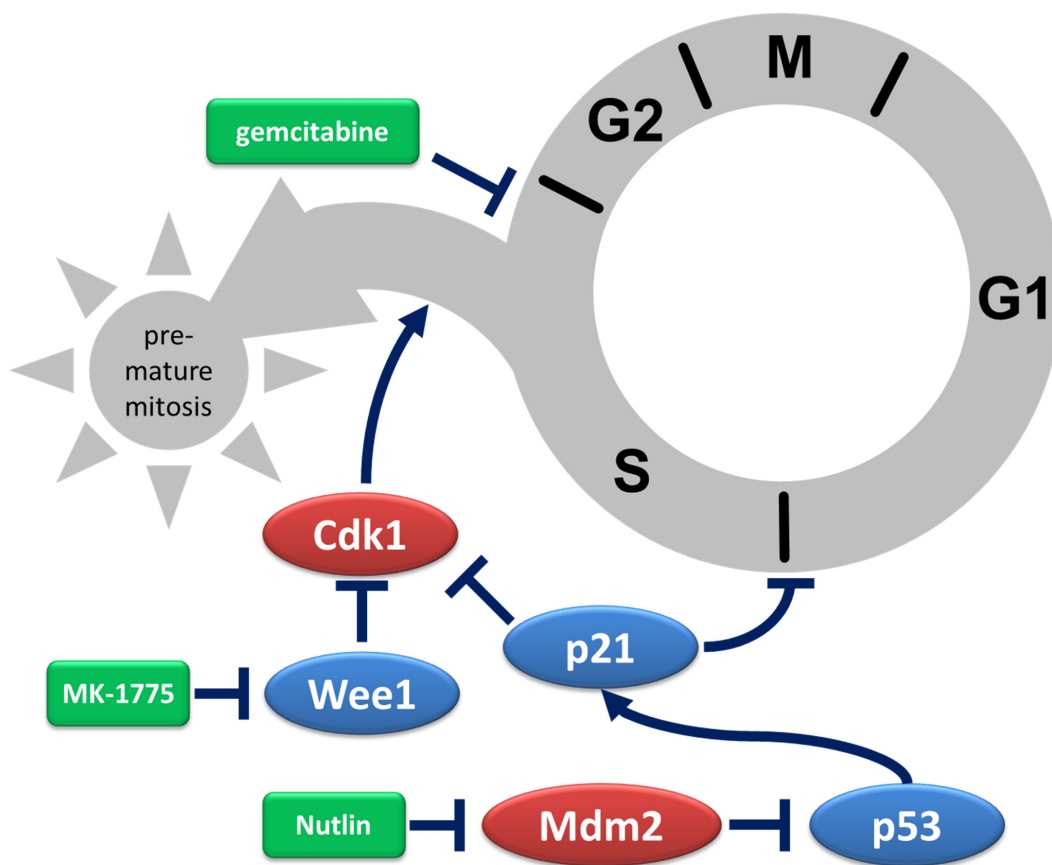 M
G2
gemcitabine
G1
pre-
mature
mitosis
S
Cdk1
p21
MK-1775
Wee1
Nutlin
Mdm2
p53